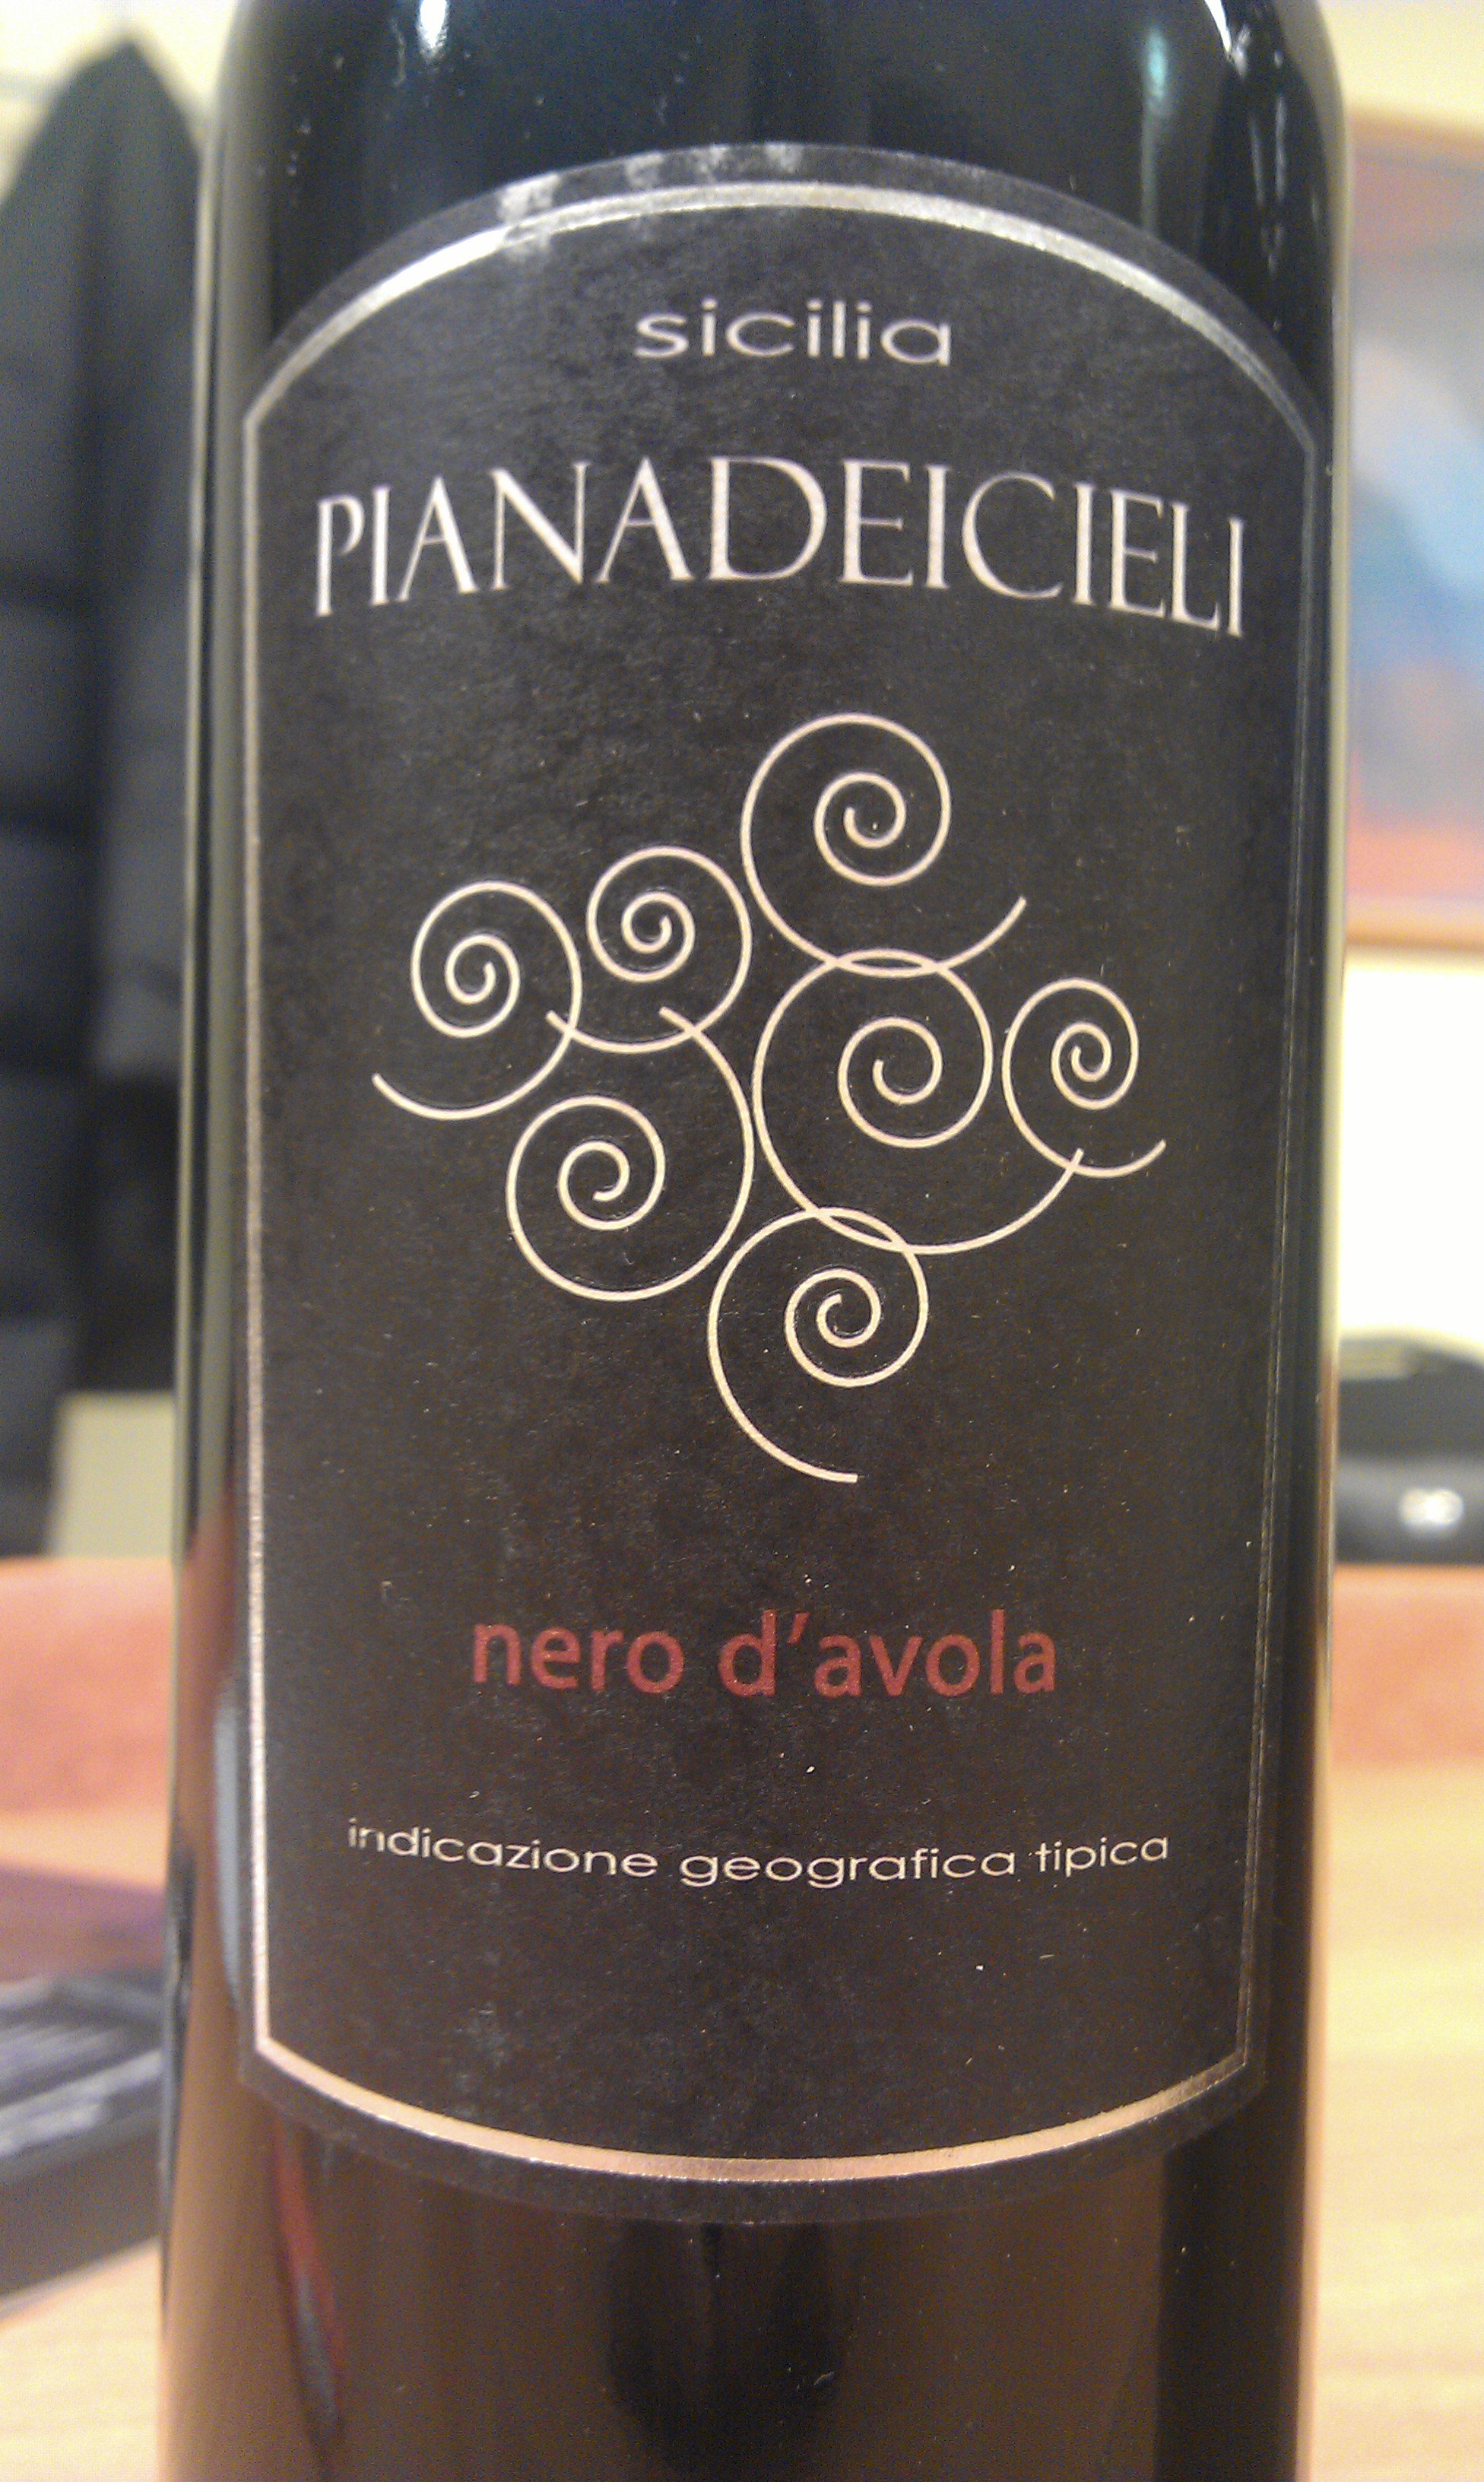 sicilia
PIANADEICIELI
nero d'avola
indicazione geografica tipica